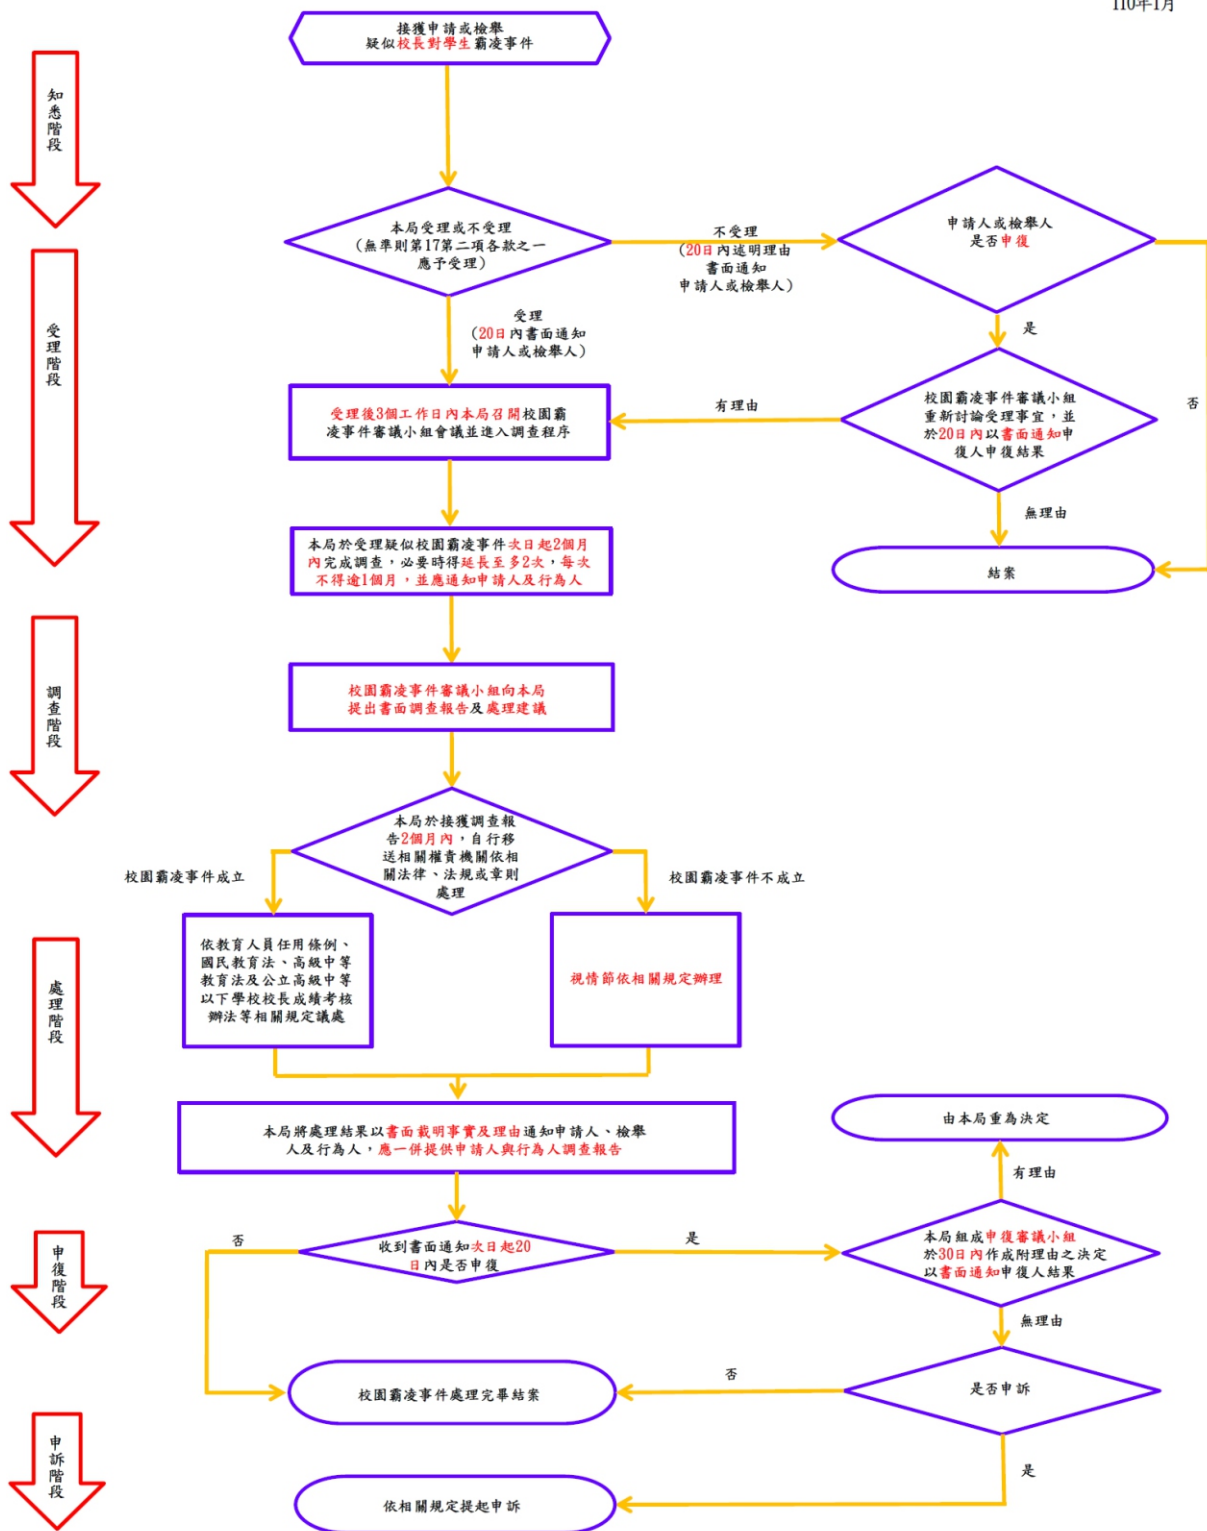 110年1月
接獲申請或檢舉
疑似校長對學生霸凌事件
知悉階段
本局受理或不受理
(無準則第17第二項各款之一
應予受理)
不受理
(20日內述明理由
書面通知
申請人或檢舉人)
申請人或檢舉人
是否申復
受理
(20日內書面通知
申請人或檢舉人)
是
否
受理階段
受理後3個工作日內本局召開校園霸
凌事件審議小組會議並進入調查程序
有理由
校園霸凌事件審議小組
重新討論受理事宜,並
於20日內以書面通知申
復人申復結果
無理由
結案
本局於受理疑似校園霸凌事件次日起2個月
內完成調查,必要時得延長至多2次,每次
不得逾1個月,並應通知申請人及行為人
調查階段
校園霸凌事件審議小組向本局
提出書面調查報告及處理建議
本局於接獲調查報
告2個月內,自行移
送相關權責機關依相
關法律、法規或章則
處理
校園霸凌事件成立
校園霸凌事件不成立
處理階段
依教育人員任用條例、
國民教育法、高級中等
教育法及公立高級中等
以下學校校長成績考核
辦法等相關規定議處
視情節依相關規定辦理
本局將處理結果以書面載明事實及理由通知申請人、檢舉
人及行為人,應一併提供申請人與行為人調查報告
由本局重為決定
有理由
申復階段
收到書面通知次日起20
日內是否申復
否
是
本局組成申復審議小組
於30日內作成附理由之決定
以書面通知申復人結果
無理由
校園霸凌事件處理完畢結案
否
是否申訴
申訴階段
是
依相關規定提起申訴